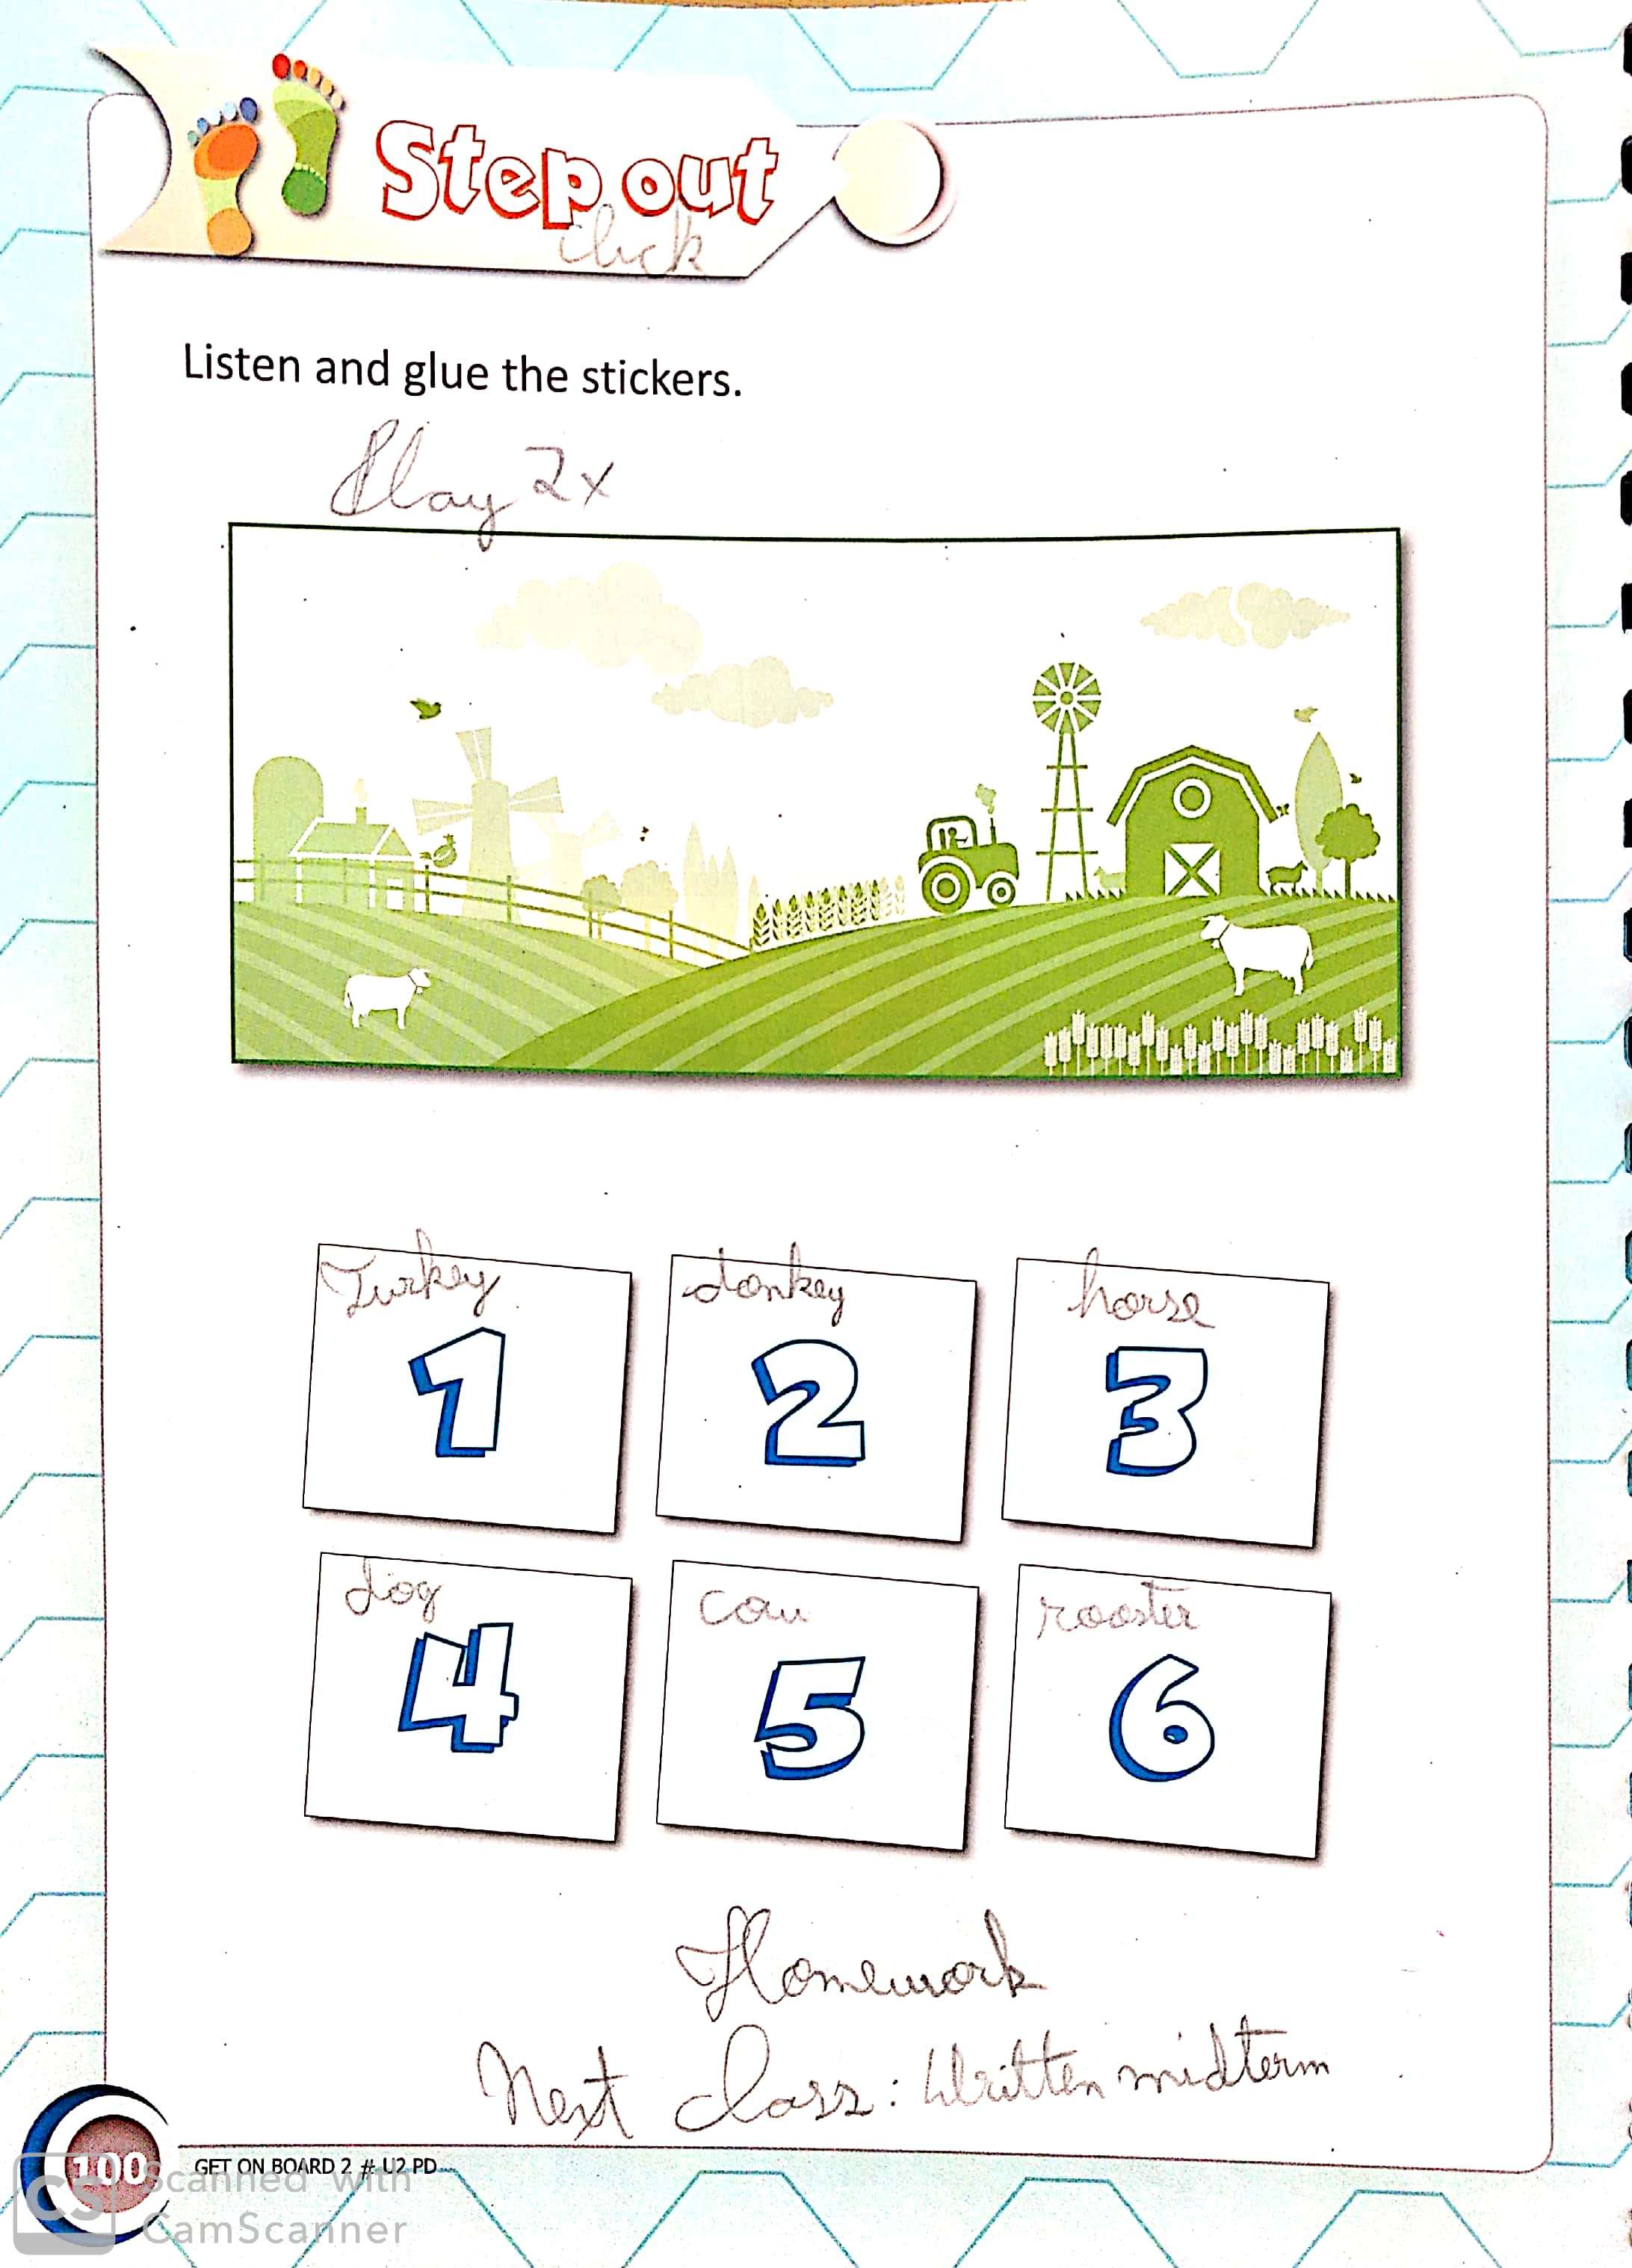 Step out
click
Listen and glue the stickers.
Play 2x
Turkey
1
donkey
2
horse
3
dog
4
cow
5
rooster
6
Homework
Next class: Written midterm
100
GET ON BOARD 2 # U2 PD
CS
Scanned with
CamScanner